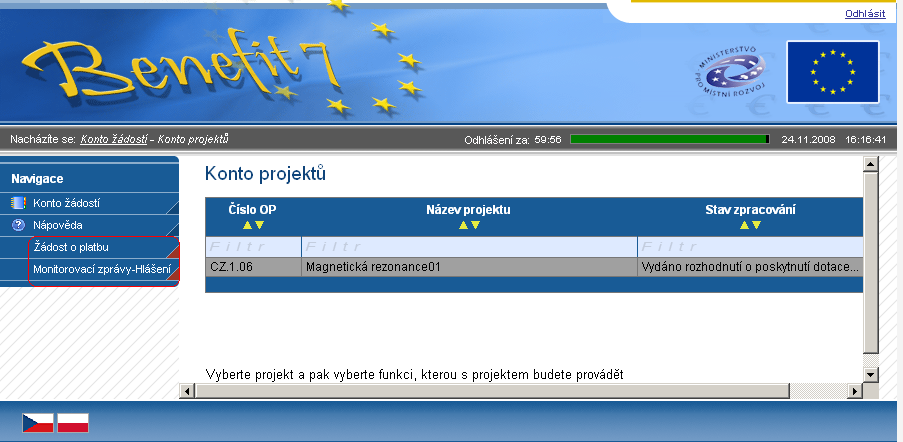 Odhlásit
Benefit 7
MINISTERSTVO
PRO MÍSTNÍ ROZVOJ
Nacházíte se: Konto žádostí - Konto projektů
Odhlášení za: 59:56
24.11.2008 16:16:41
Navigace
Konto žádostí
Nápověda
Žádost o platbu
Monitorovací zprávy-Hlášení
Konto projektů
Číslo OP Název projektu Stav zpracování
Filtr Filtr Filtr
CZ.1.06 Magnetická rezonance01 Vydáno rozhodnutí o poskytnutí dotace...
Vyberte projekt a pak vyberte funkci, kterou s projektem budete provádět